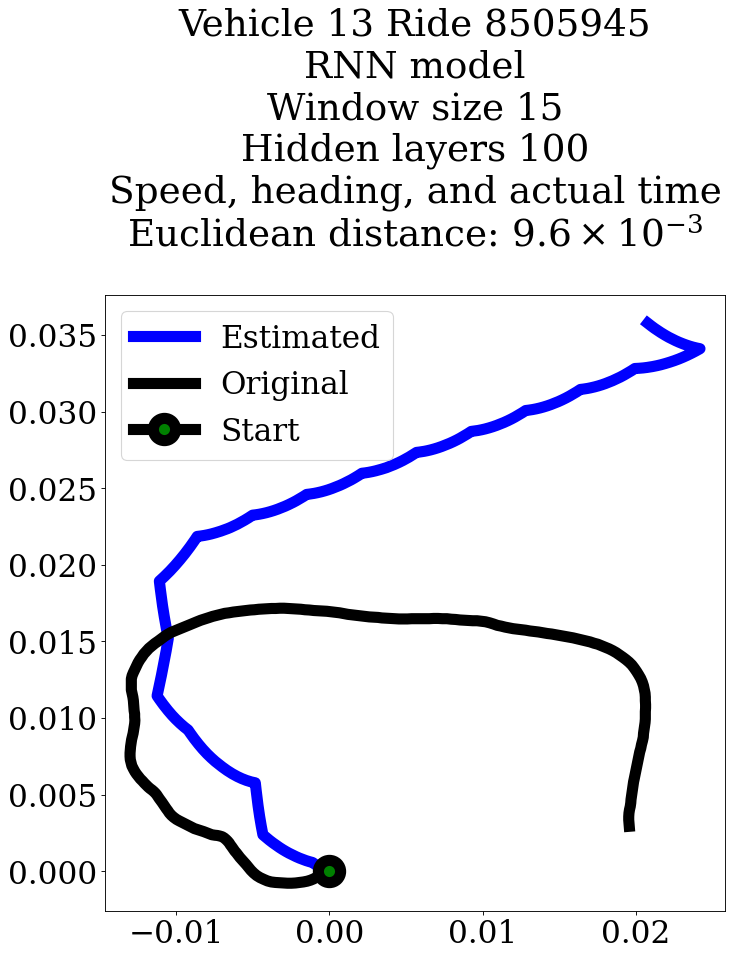 Vehicle 13 Ride 8505945
RNN model
Window size 15
Hidden layers 100
Speed, heading, and actual time
Euclidean distance: 9.6 × 10⁻³
Estimated
Original
Start
0.035
0.030
0.025
0.020
0.015
0.010
0.005
0.000
−0.01 0.00 0.01 0.02